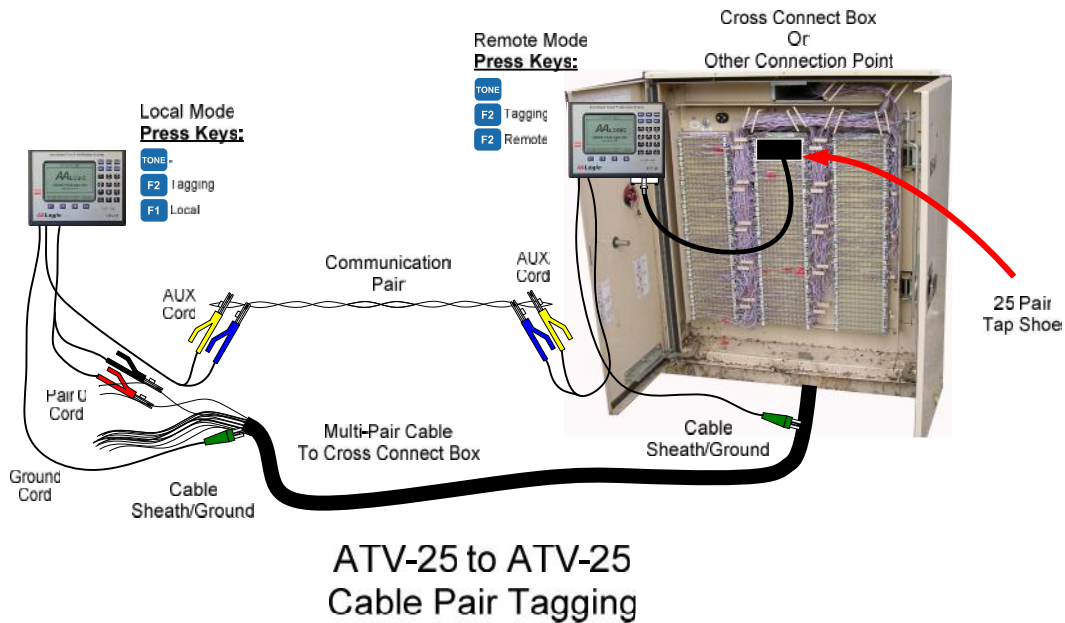 Cross Connect Box
Or
Other Connection Point
Remote Mode
Press Keys:
TONE
F2 Tagging
F2 Remote
Local Mode
Press Keys:
TONE
F2 Tagging
F1 Local
AALOGIC
AALogic
AALOGIC
Communication
Pair
AUX
Cord
AUX
Cord
25 Pair
Tap Shoe
Pair 0
Cord
Multi-Pair Cable
To Cross Connect Box
Cable
Sheath/Ground
Ground
Cord
Cable
Sheath/Ground
ATV-25 to ATV-25
Cable Pair Tagging